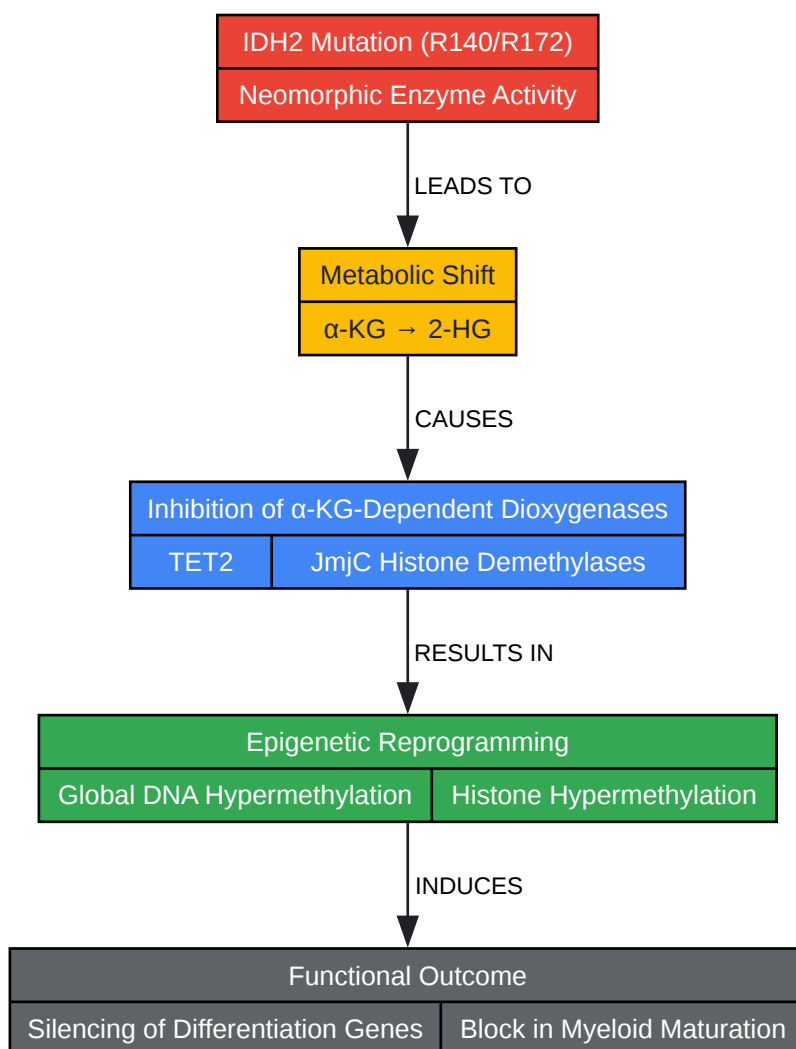 IDH2 Mutation (R140/R172)
Neomorphic Enzyme Activity
LEADS TO
Metabolic Shift
α-KG → 2-HG
CAUSES
Inhibition of α-KG-Dependent Dioxygenases
TET2 JmjC Histone Demethylases
RESULTS IN
Epigenetic Reprogramming
Global DNA Hypermethylation Histone Hypermethylation
INDUCES
Functional Outcome
Silencing of Differentiation Genes Block in Myeloid Maturation